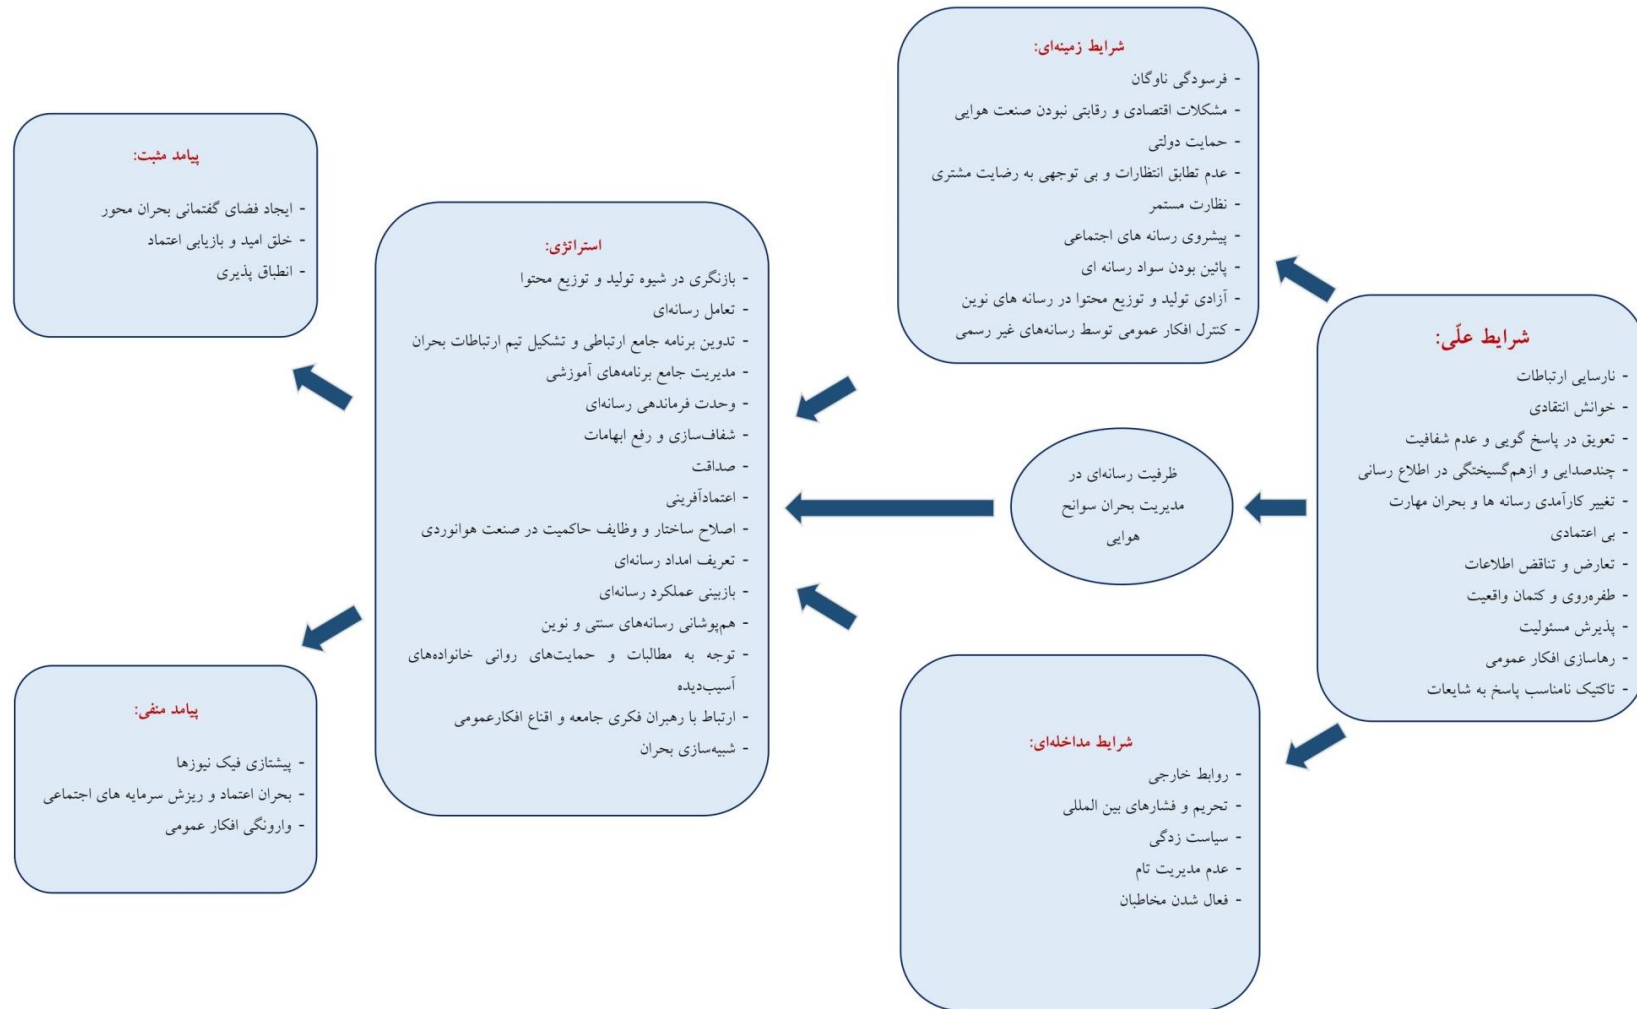 شرایط علّی:
- نارسایی ارتباطات
- خوانش انتقادی
- تعویق در پاسخ گویی و عدم شفافیت
- چندصدایی و ازهم‌گسیختگی در اطلاع رسانی
- تغییر کارآمدی رسانه ها و بحران مهارت
- بی اعتمادی
- تعارض و تناقض اطلاعات
- طفره‌روی و کتمان واقعیت
- پذیرش مسئولیت
- رهاسازی افکار عمومی
- تاکتیک نامناسب پاسخ به شایعات
شرایط زمینه‌ای:
- فرسودگی ناوگان
- مشکلات اقتصادی و رقابتی نبودن صنعت هوایی
- حمایت دولتی
- عدم تطابق انتظارات و بی توجهی به رضایت مشتری
- نظارت مستمر
- پیشروی رسانه های اجتماعی
- پائین بودن سواد رسانه ای
- آزادی تولید و توزیع محتوا در رسانه های نوین
- کنترل افکار عمومی توسط رسانه‌های غیر رسمی
ظرفیت رسانه‌ای در
مدیریت بحران سوانح
هوایی
شرایط مداخله‌ای:
- روابط خارجی
- تحریم و فشارهای بین المللی
- سیاست زدگی
- عدم مدیریت تام
- فعال شدن مخاطبان
استراتژی:
- بازنگری در شیوه تولید و توزیع محتوا
- تعامل رسانه‌ای
- تدوین برنامه جامع ارتباطی و تشکیل تیم ارتباطات بحران
- مدیریت جامع برنامه‌های آموزشی
- وحدت فرماندهی رسانه‌ای
- شفاف‌سازی و رفع ابهامات
- صداقت
- اعتمادآفرینی
- اصلاح ساختار و وظایف حاکمیت در صنعت هوانوردی
- تعریف امداد رسانه‌ای
- بازبینی عملکرد رسانه‌ای
- هم‌پوشانی رسانه‌های سنتی و نوین
- توجه به مطالبات و حمایت‌های روانی خانواده‌های
آسیب‌دیده
- ارتباط با رهبران فکری جامعه و اقناع افکارعمومی
- شبیه‌سازی بحران
پیامد مثبت:
- ایجاد فضای گفتمانی بحران محور
- خلق امید و بازیابی اعتماد
- انطباق پذیری
پیامد منفی:
- پیشتازی فیک نیوزها
- بحران اعتماد و ریزش سرمایه های اجتماعی
- وارونگی افکار عمومی